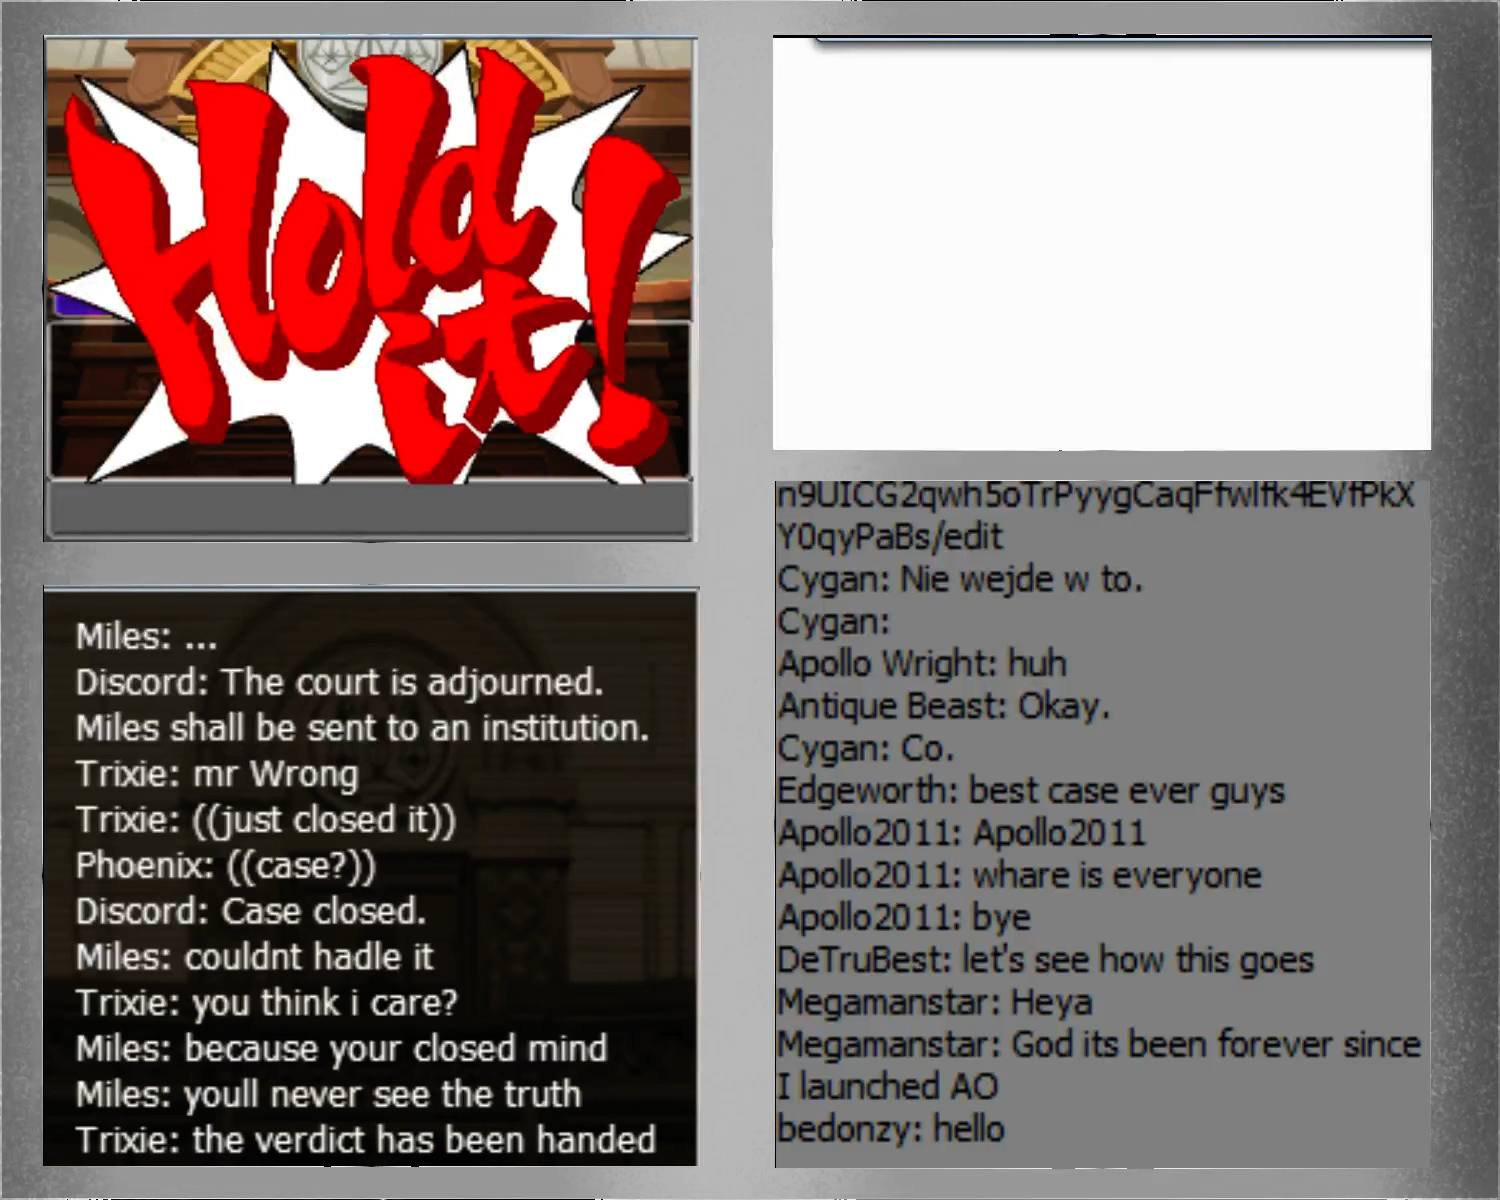 Hold
it!
Miles: ...
Discord: The court is adjourned.
Miles shall be sent to an institution.
Trixie: mr Wrong
Trixie: ((just closed it))
Phoenix: ((case?))
Discord: Case closed.
Miles: couldnt hadle it
Trixie: you think i care?
Miles: because your closed mind
Miles: youll never see the truth
Trixie: the verdict has been handed
n9UICG2qwh5oTrPyygCaqFfwlfk4EVfPkX
Y0qyPaBs/edit
Cygan: Nie wejde w to.
Cygan:
Apollo Wright: huh
Antique Beast: Okay.
Cygan: Co.
Edgeworth: best case ever guys
Apollo2011: Apollo2011
Apollo2011: whare is everyone
Apollo2011: bye
DeTruBest: let's see how this goes
Megamanstar: Heya
Megamanstar: God its been forever since
I launched AO
bedonzy: hello